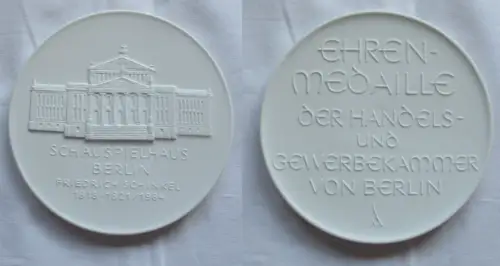 SCHAUSPIELHAUS
BERLIN
FRIEDRICH SCHINKEL
1818-1821/1984
EHREN-
MEDAILLE
DER HANDELS-
UND
GEWERBEKAMMER
VON BERLIN